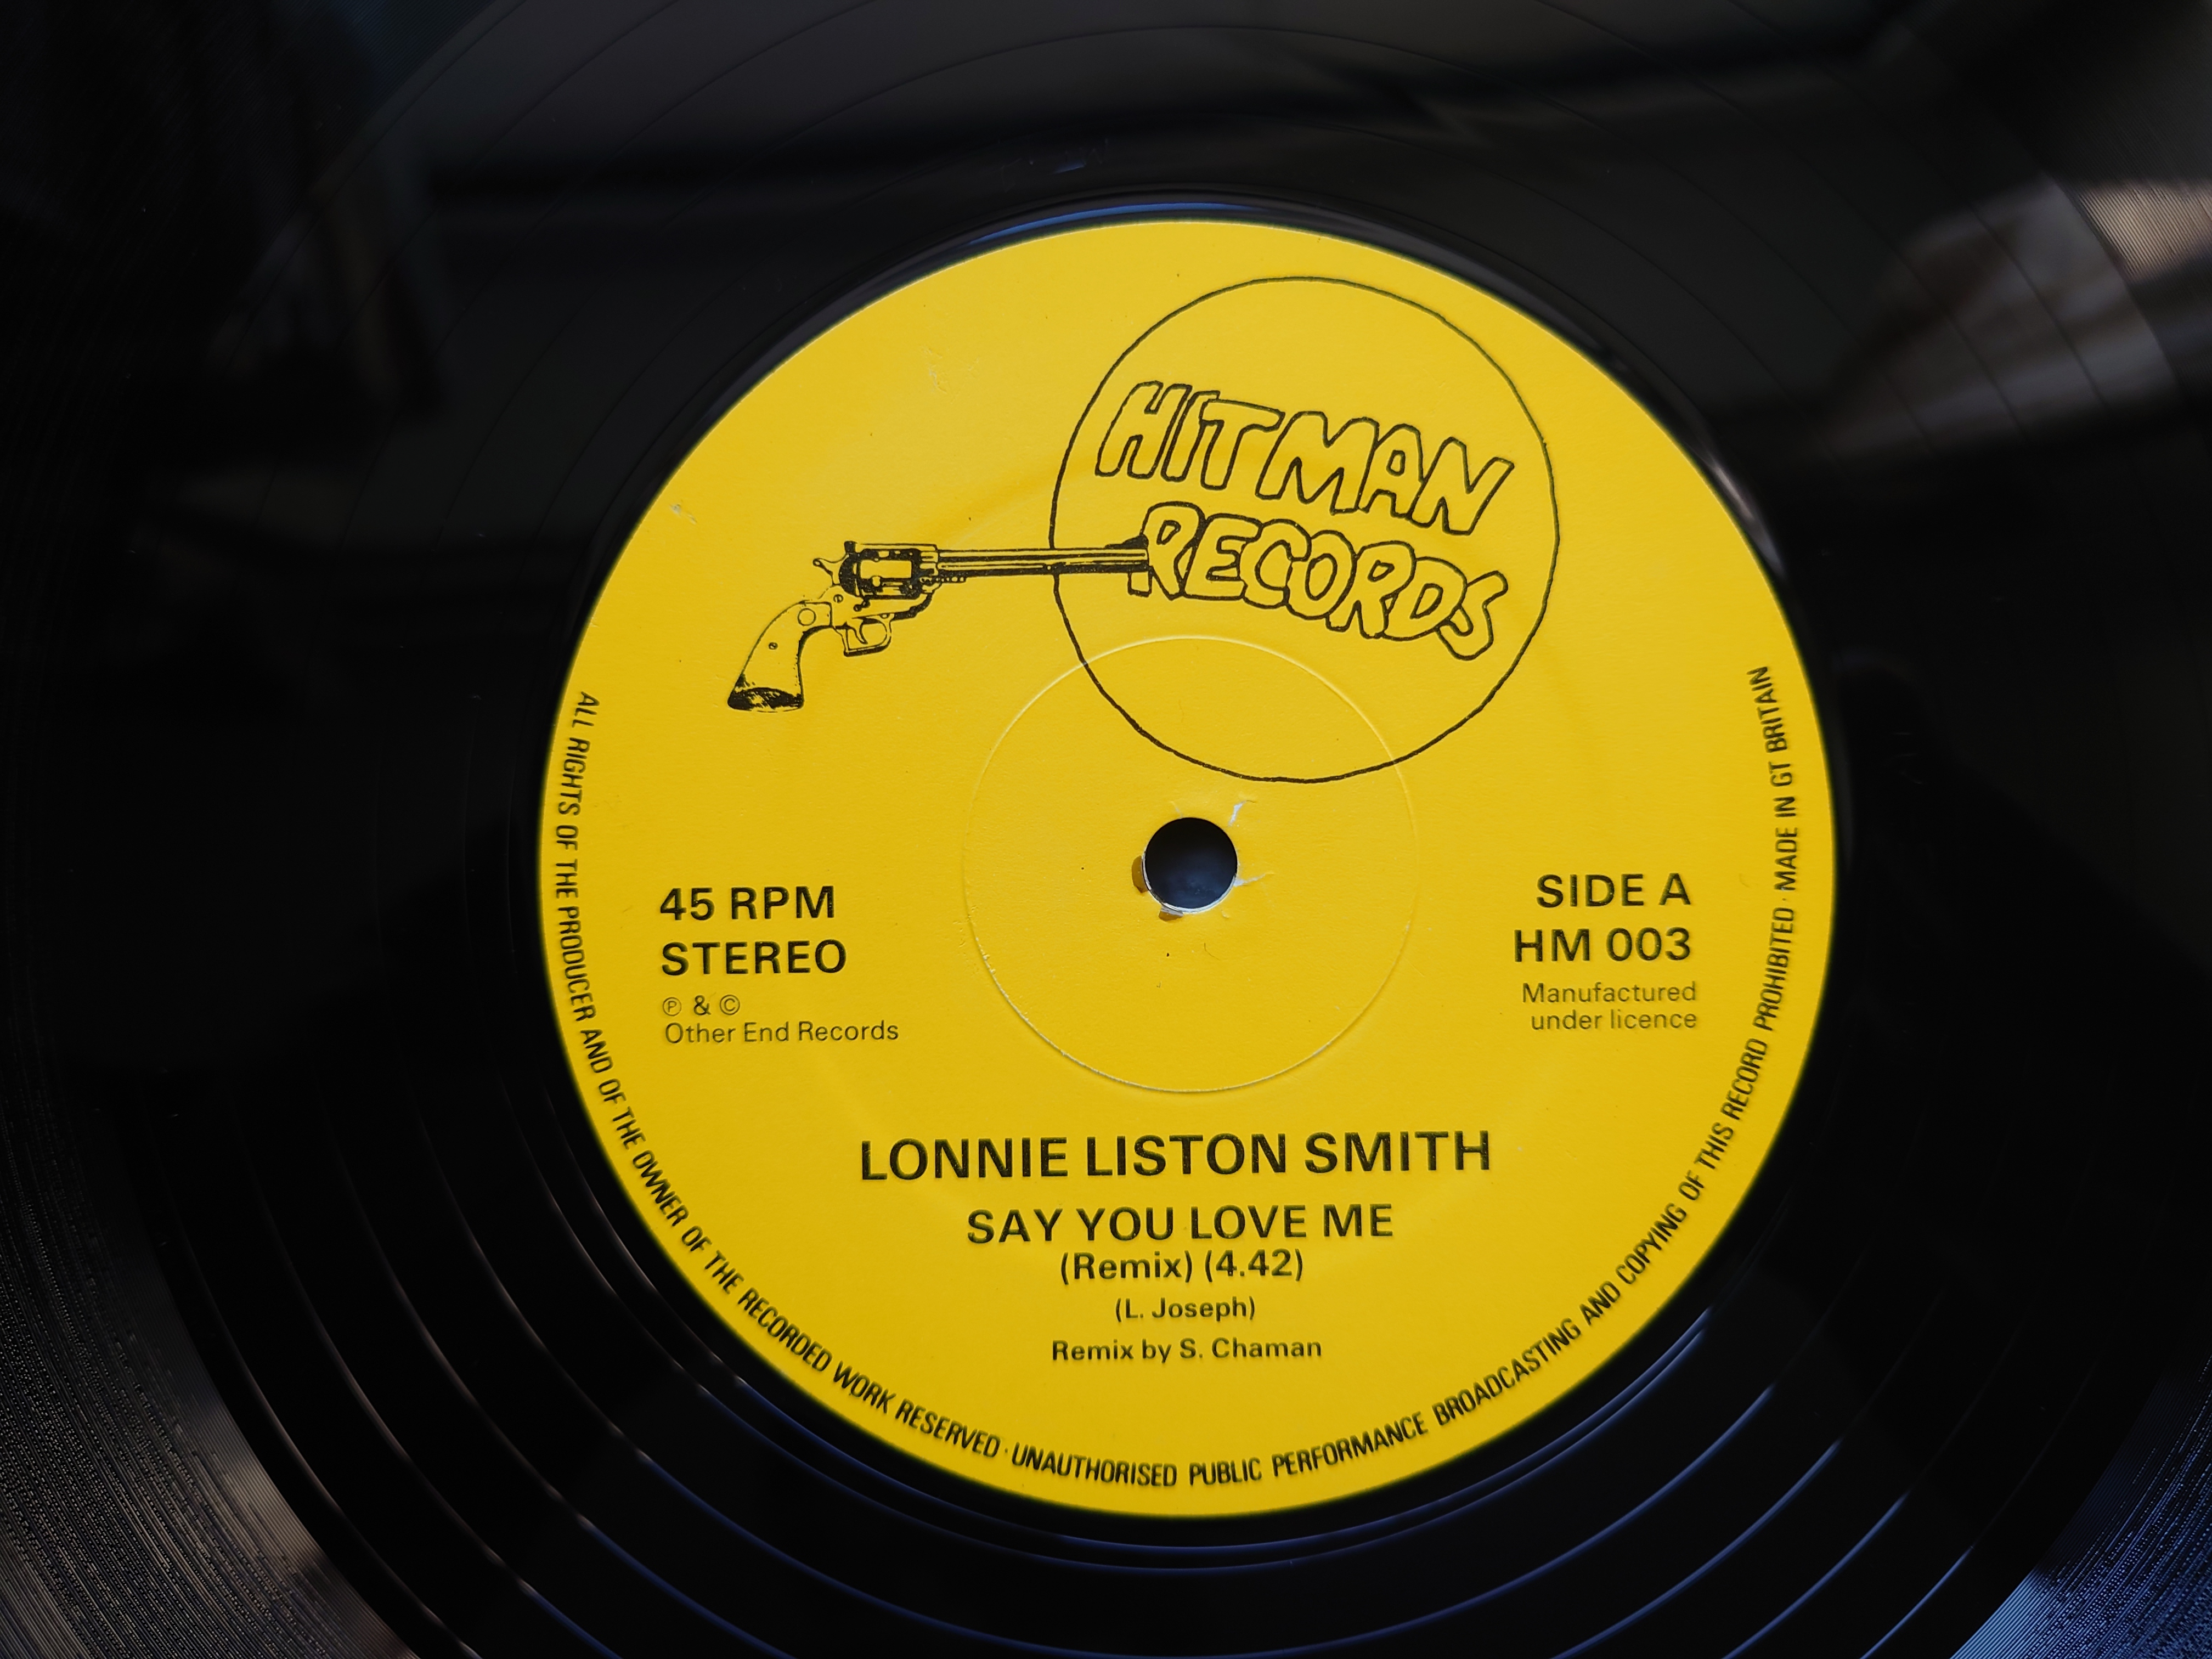 HIT MAN
RECORDS
45 RPM
STEREO
℗ & ©
Other End Records
SIDE A
HM 003
Manufactured
under licence
LONNIE LISTON SMITH
SAY YOU LOVE ME
(Remix) (4.42)
(L. Joseph)
Remix by S. Chaman
ALL RIGHTS OF THE PRODUCER AND OF THE OWNER OF THE RECORDED WORK RESERVED · UNAUTHORISED PUBLIC PERFORMANCE BROADCASTING AND COPYING OF THIS RECORD PROHIBITED · MADE IN GT BRITAIN